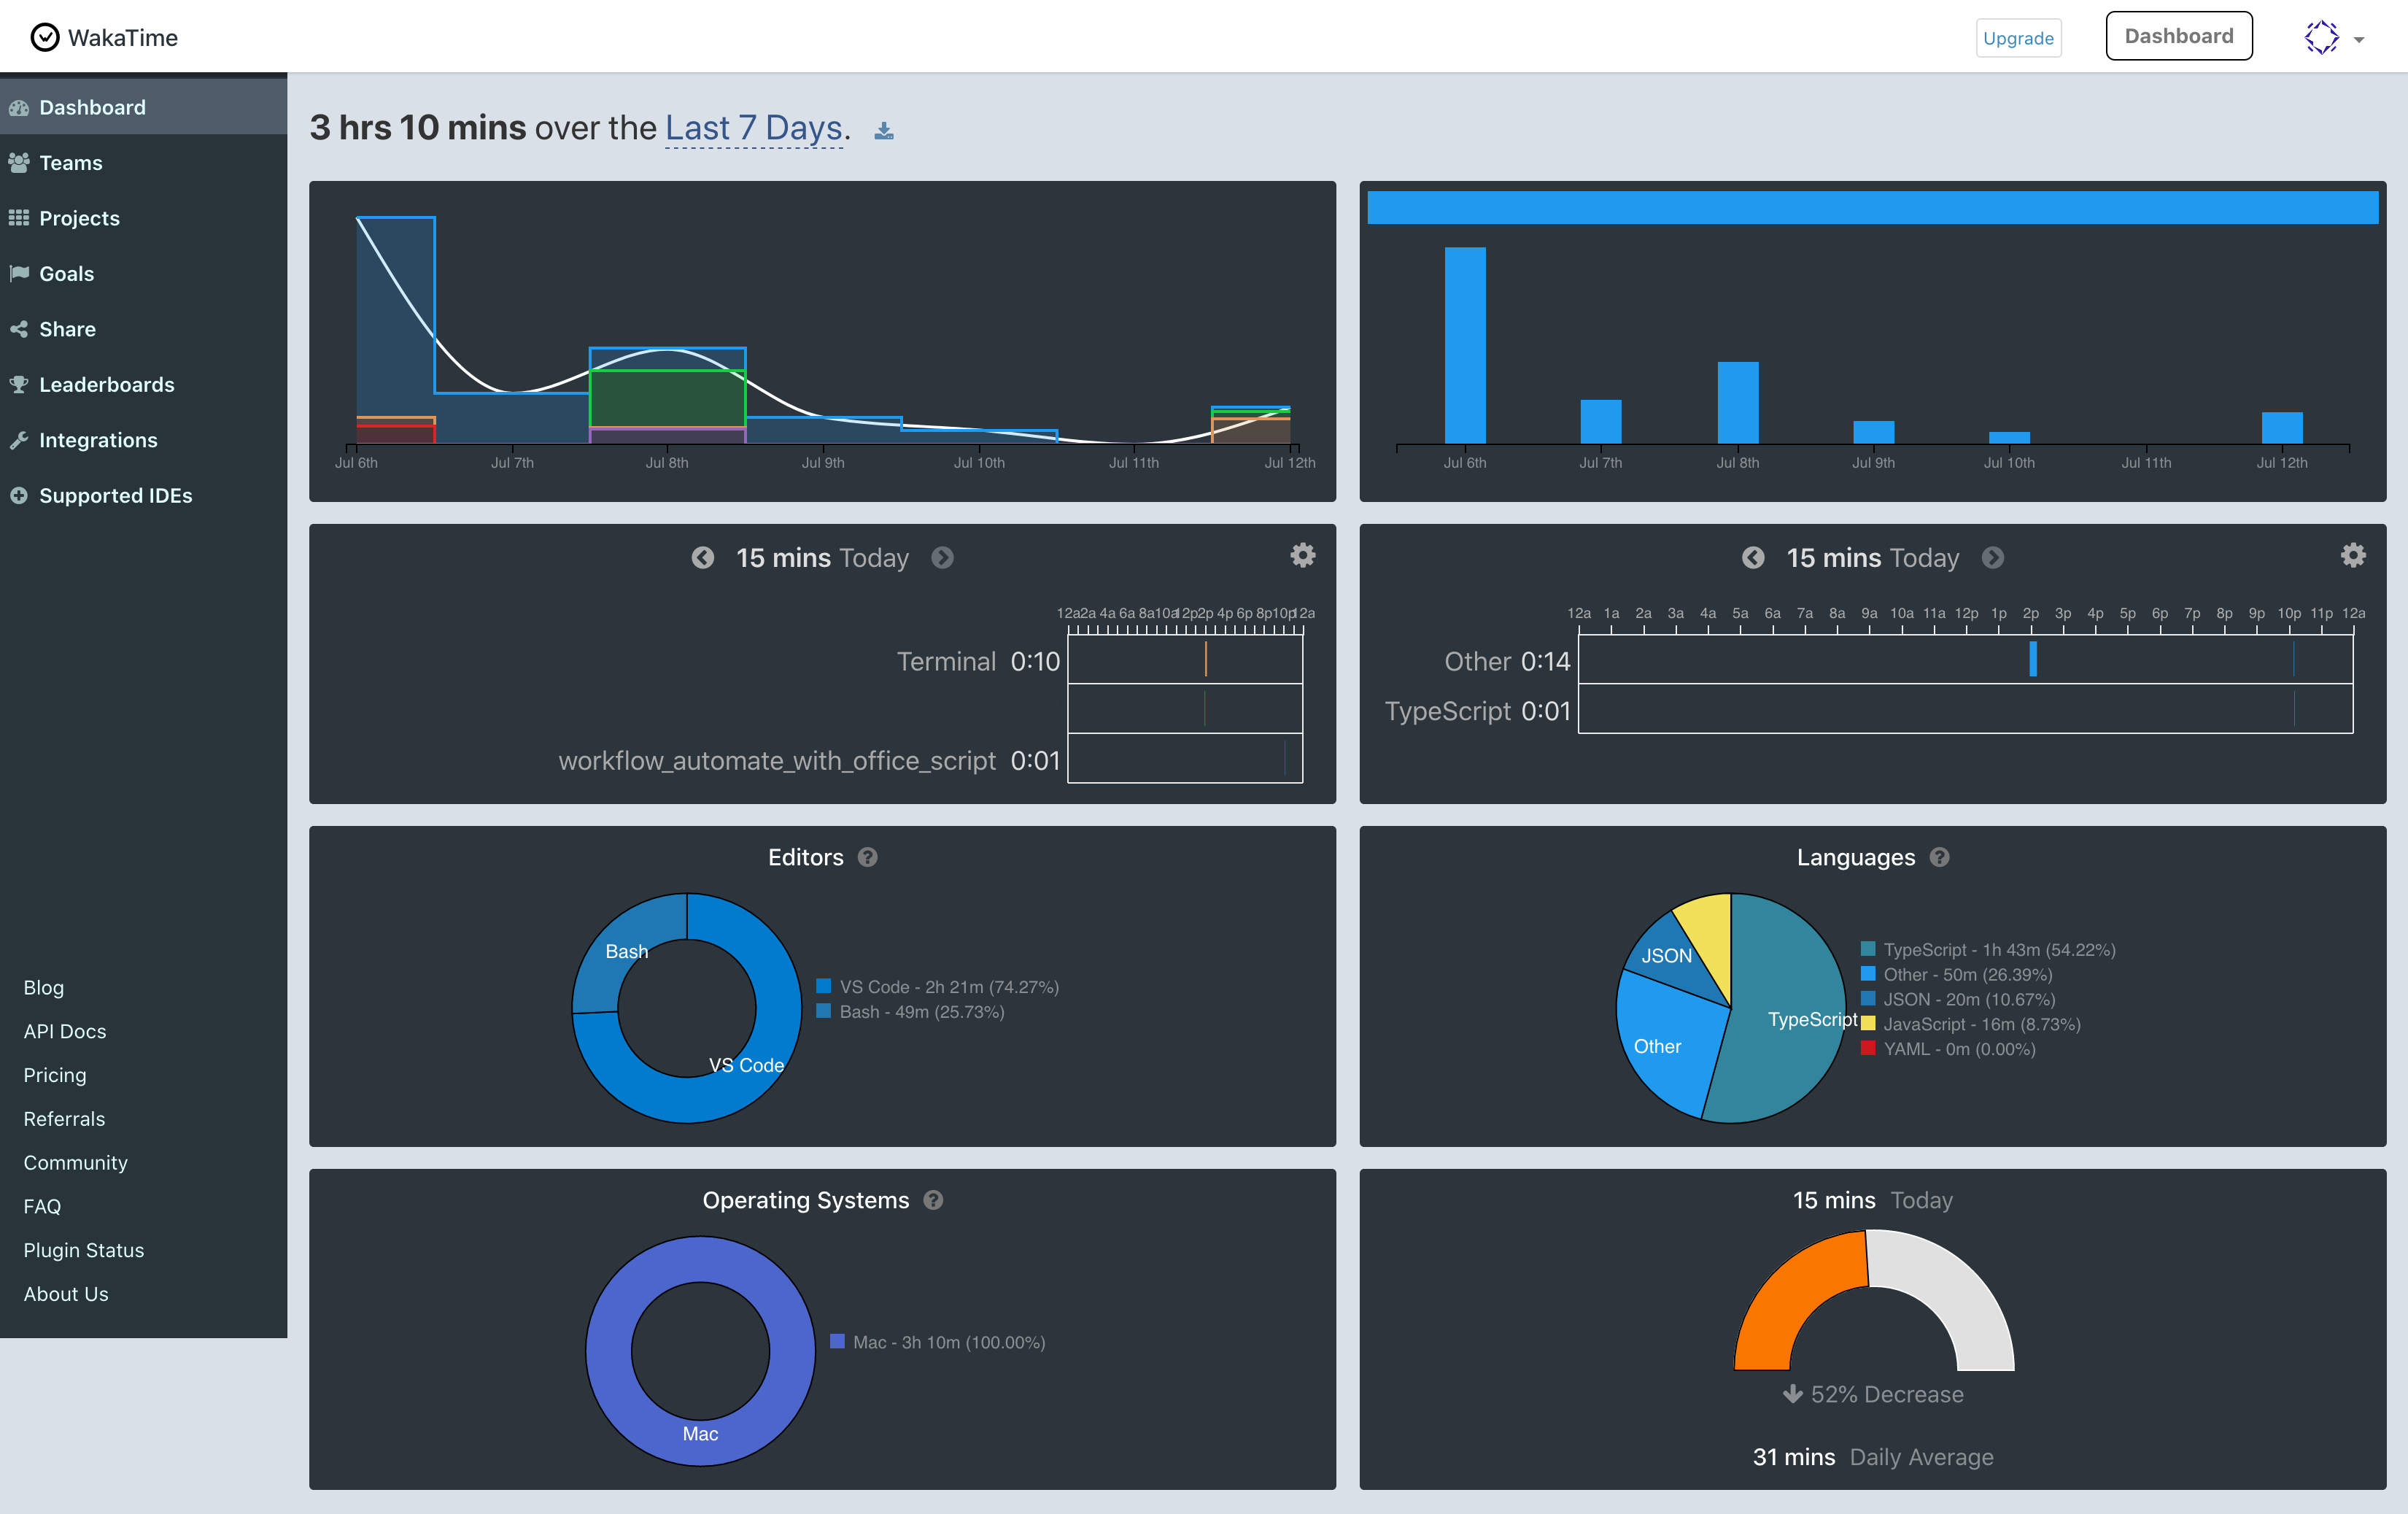 WakaTime
Upgrade
Dashboard
Dashboard
Teams
Projects
Goals
Share
Leaderboards
Integrations
Supported IDEs
Blog
API Docs
Pricing
Referrals
Community
FAQ
Plugin Status
About Us
3 hrs 10 mins over the Last 7 Days.
Jul 6th Jul 7th Jul 8th Jul 9th Jul 10th Jul 11th Jul 12th
Jul 6th Jul 7th Jul 8th Jul 9th Jul 10th Jul 11th Jul 12th
15 mins Today
12a 2a 4a 6a 8a 10a 12p 2p 4p 6p 8p 10p 12a
Terminal 0:10
workflow_automate_with_office_script 0:01
15 mins Today
12a 1a 2a 3a 4a 5a 6a 7a 8a 9a 10a 11a 12p 1p 2p 3p 4p 5p 6p 7p 8p 9p 10p 11p 12a
Other 0:14
TypeScript 0:01
Editors ?
Bash
VS Code
VS Code - 2h 21m (74.27%)
Bash - 49m (25.73%)
Languages ?
JSON
TypeScript
Other
TypeScript - 1h 43m (54.22%)
Other - 50m (26.39%)
JSON - 20m (10.67%)
JavaScript - 16m (8.73%)
YAML - 0m (0.00%)
Operating Systems ?
Mac
Mac - 3h 10m (100.00%)
15 mins Today
52% Decrease
31 mins Daily Average